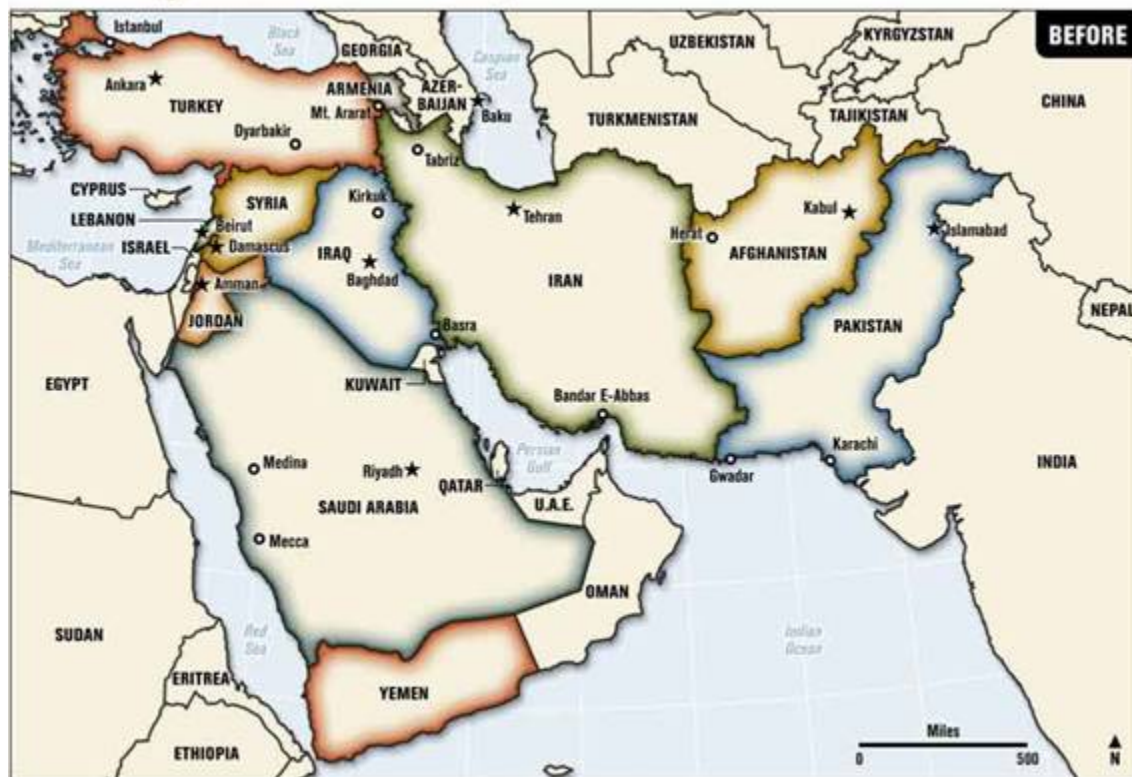 BEFORE
Istanbul
Black
Sea
GEORGIA
Caspian
Sea
UZBEKISTAN
KYRGYZSTAN
Ankara
TURKEY
ARMENIA
AZER-
BAIJAN
Mt. Ararat
Baku
TURKMENISTAN
TAJIKISTAN
CHINA
Dyarbakir
Tabriz
CYPRUS
SYRIA
Kirkuk
Tehran
Kabul
LEBANON
Beirut
Herat
Islamabad
Mediterranean
Sea
ISRAEL
Damascus
IRAQ
Baghdad
AFGHANISTAN
IRAN
Amman
JORDAN
Basra
PAKISTAN
NEPAL
EGYPT
KUWAIT
Bandar E-Abbas
Medina
Riyadh
Persian
Gulf
QATAR
Gwadar
Karachi
INDIA
SAUDI ARABIA
U.A.E.
Mecca
OMAN
SUDAN
Red
Sea
Indian
Ocean
ERITREA
YEMEN
ETHIOPIA
Miles
0 500
N